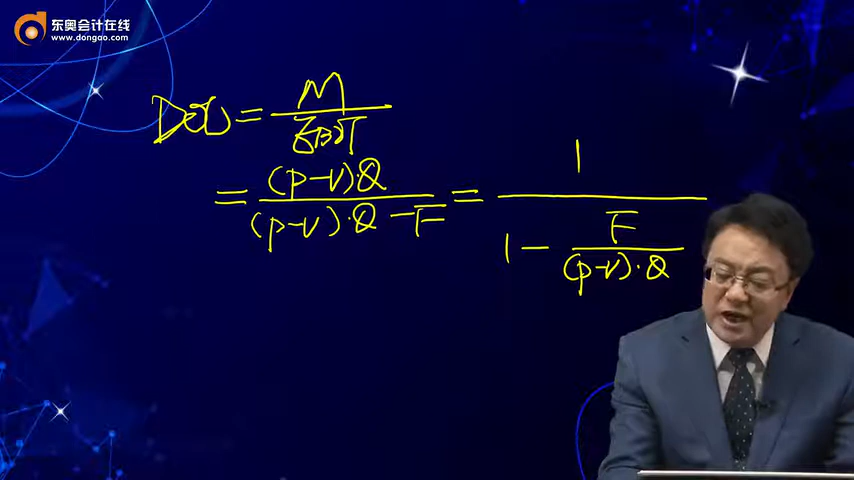 东奥会计在线
www.dongao.com
DOL = M / EBIT
= (p-v)·Q / (p-v)·Q - F = 1 / 1 - F / (p-v)·Q